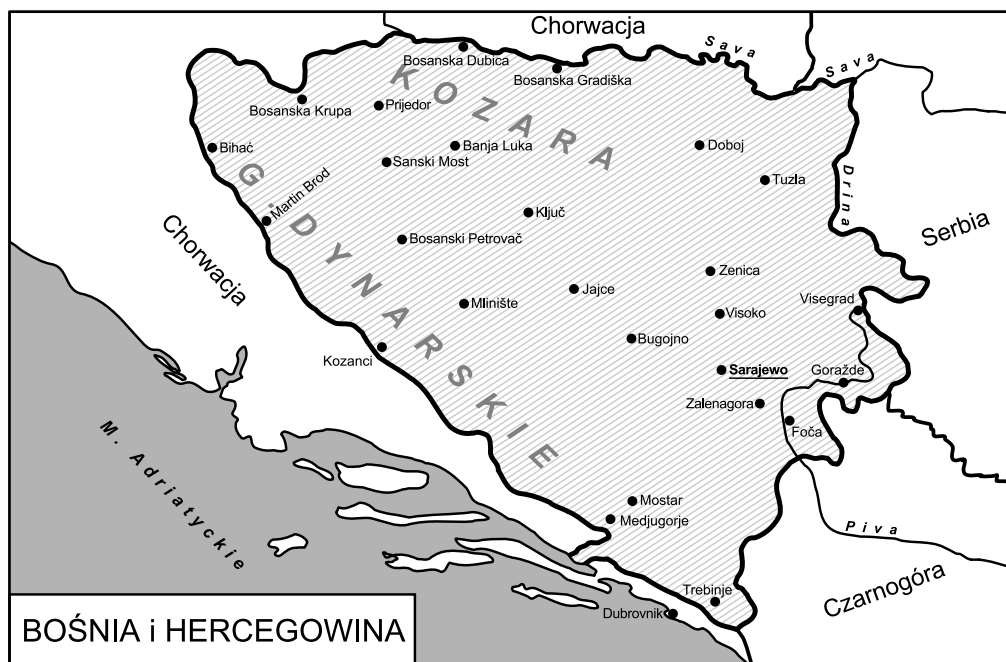 Chorwacja
Sava
Sava
Bosanska Dubica
Bosanska Gradiška
KOZARA
Bosanska Krupa
Prijedor
Bihać
Banja Luka
Doboj
Sanski Most
Tuzla
Drina
G. DYNARSKIE
Martin Brod
Ključ
Chorwacja
Serbia
Bosanski Petrovač
Zenica
Jajce
Mlinište
Visegrad
Visoko
Bugojno
Kozanci
Sarajewo
Goražde
Zalenagora
Foča
M. Adriatyckie
Mostar
Medjugorje
Piva
Czarnogóra
Trebinje
Dubrovnik
BOŚNIA i HERCEGOWINA